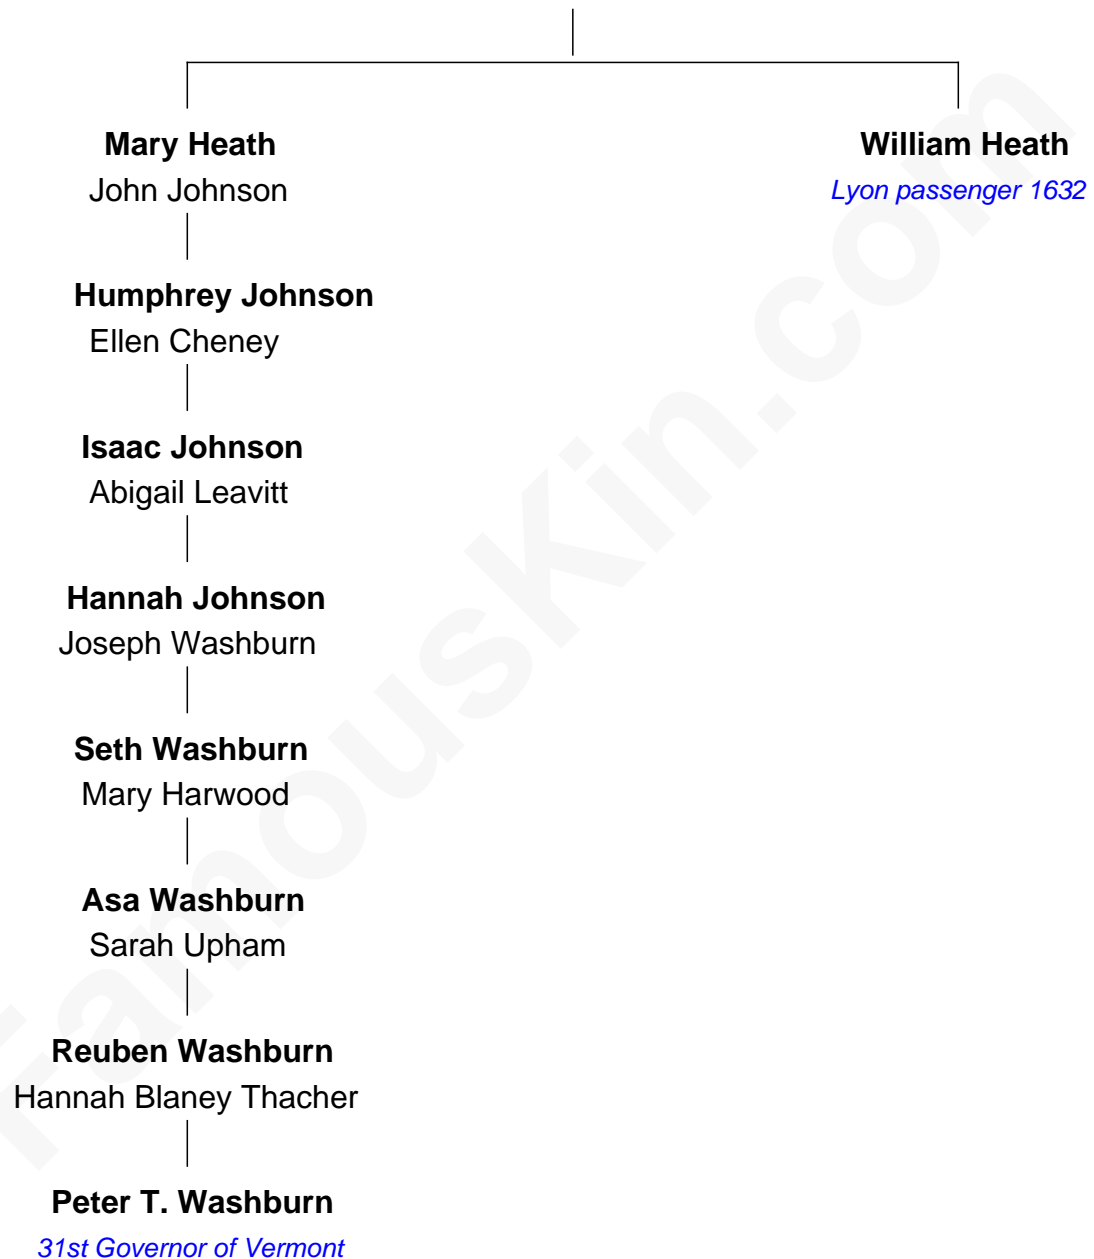 Mary Heath
John Johnson
William Heath
Lyon passenger 1632
Humphrey Johnson
Ellen Cheney
Isaac Johnson
Abigail Leavitt
Hannah Johnson
Joseph Washburn
Seth Washburn
Mary Harwood
Asa Washburn
Sarah Upham
Reuben Washburn
Hannah Blaney Thacher
Peter T. Washburn
31st Governor of Vermont
FamousKin.com